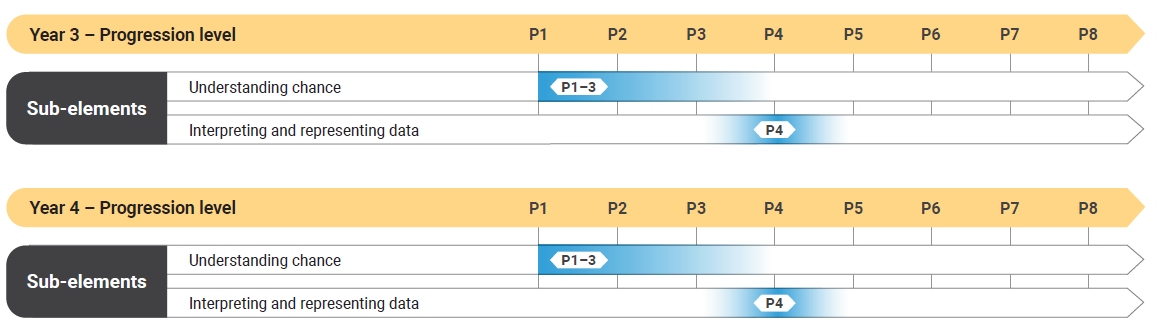 Year 3 – Progression level P1 P2 P3 P4 P5 P6 P7 P8
Sub-elements
Understanding chance P1–3
Interpreting and representing data P4
Year 4 – Progression level P1 P2 P3 P4 P5 P6 P7 P8
Sub-elements
Understanding chance P1–3
Interpreting and representing data P4